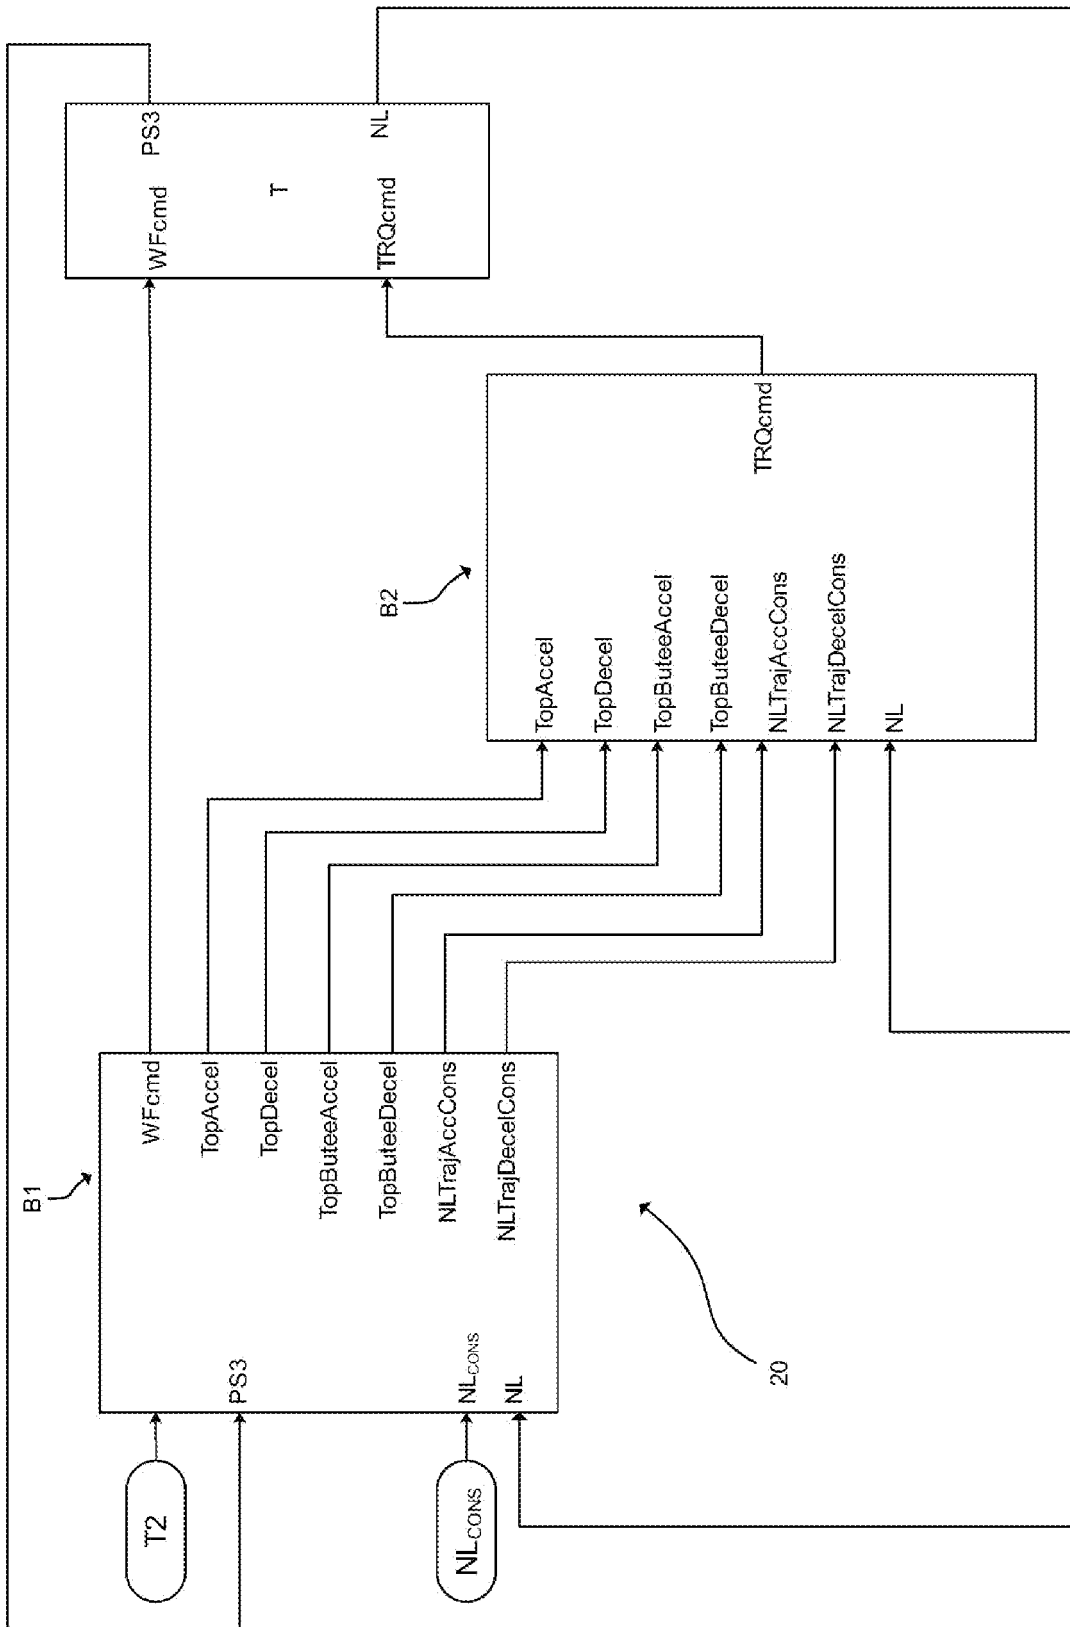 T2
NLCONS
B1
PS3
NLCONS
NL
WFcmd
TopAccel
TopDecel
TopButeeAccel
TopButeeDecel
NLTrajAccCons
NLTrajDecelCons
20
B2
TopAccel
TopDecel
TopButeeAccel
TopButeeDecel
NLTrajAccCons
NLTrajDecelCons
NL
TRQcmd
WFcmd
TRQcmd
T
PS3
NL